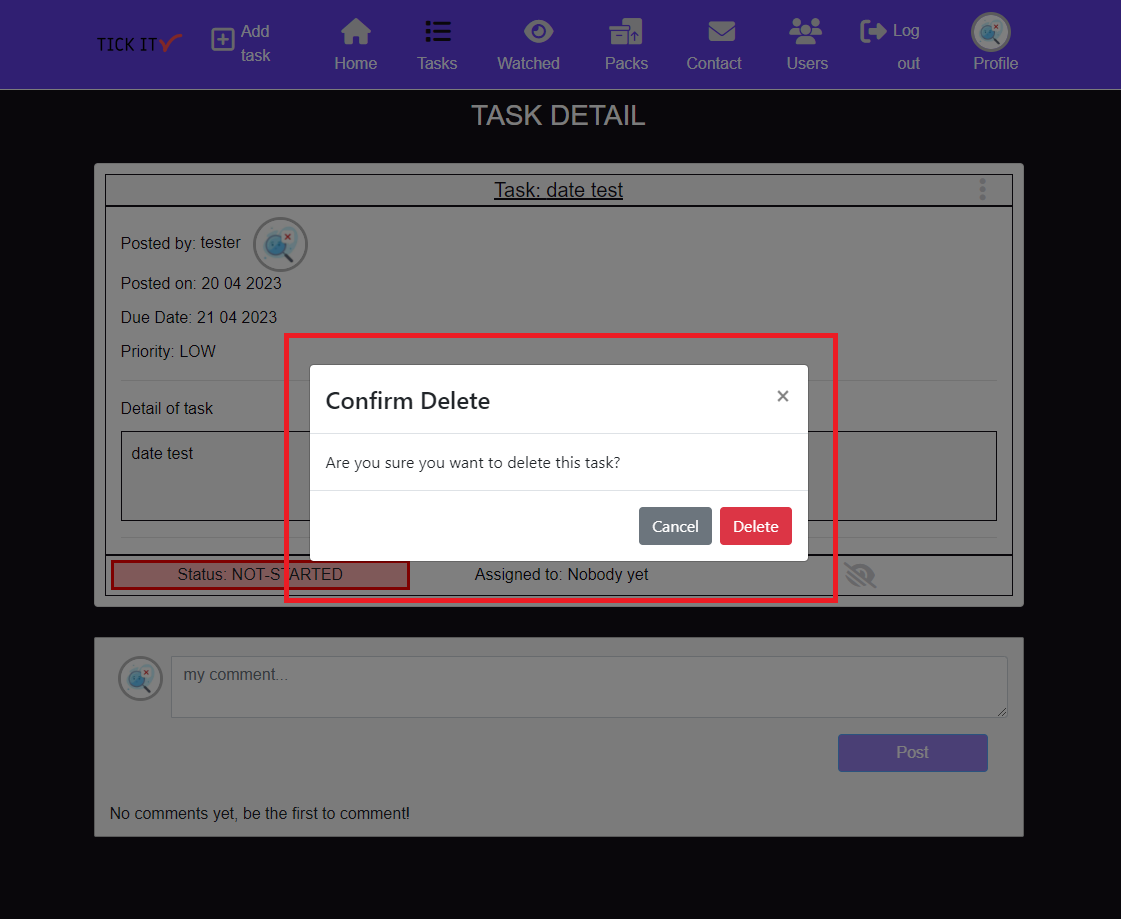 TICK IT
Add
task
Home
Tasks
Watched
Packs
Contact
Users
Log
out
Profile
TASK DETAIL
Task: date test
Posted by: tester
Posted on: 20 04 2023
Due Date: 21 04 2023
Priority: LOW
Detail of task
date test
Confirm Delete
×
Are you sure you want to delete this task?
Cancel
Delete
Status: NOT-STARTED
Assigned to: Nobody yet
my comment...
Post
No comments yet, be the first to comment!